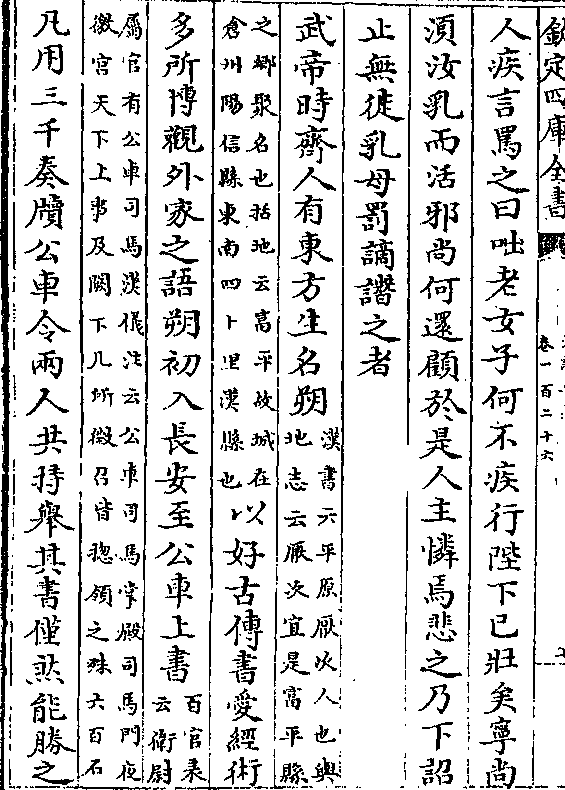 欽定四庫全書
卷一百二十六
人疾言罵之曰咄老女子何不疾行陛下已壯矣寧尚
須汝乳而活邪尚何還顧於是人主憐焉悲之乃下詔
止無徙乳母罰謫譖之者
武帝時齊人有東方生名朔
漢書云平原厭次人也輿
地志云厭次宜是富平縣
之鄉聚名也括地云富平故城在
倉州陽信縣東南四十里漢縣也
以好古傳書愛經術
多所博觀外家之語朔初入長安至公車上書
百官表
云衛尉
屬官有公車司馬漢儀注云公車司馬掌殿司馬門夜
徼宮天下上事及闕下凡所徴召皆緫領之殊六百石
凡用三千奏牘公車令兩人共持舉其書僅然能勝之